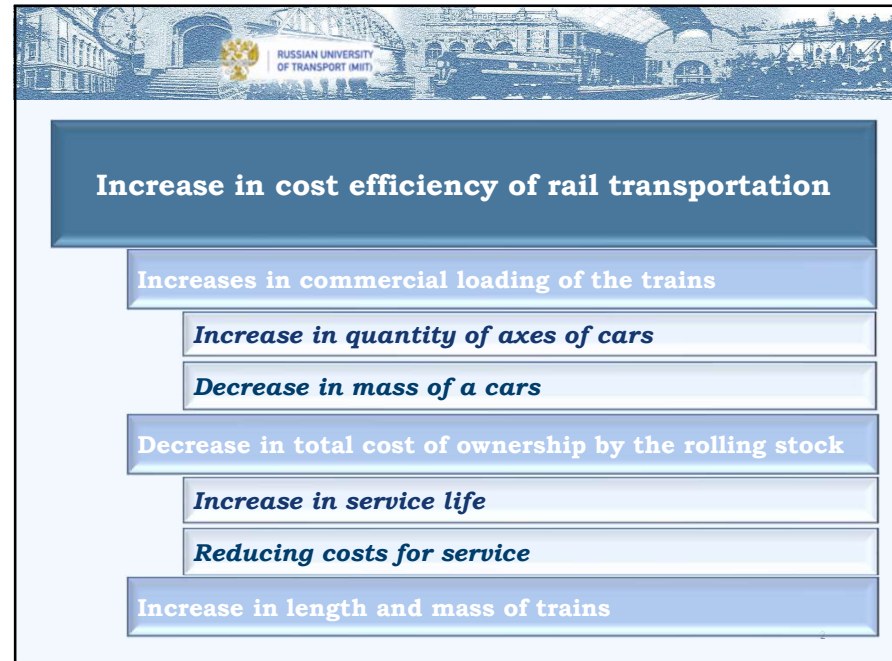 RUSSIAN UNIVERSITY
OF TRANSPORT (MIIT)
Increase in cost efficiency of rail transportation
Increases in commercial loading of the trains
Increase in quantity of axes of cars
Decrease in mass of a cars
Decrease in total cost of ownership by the rolling stock
Increase in service life
Reducing costs for service
Increase in length and mass of trains
2